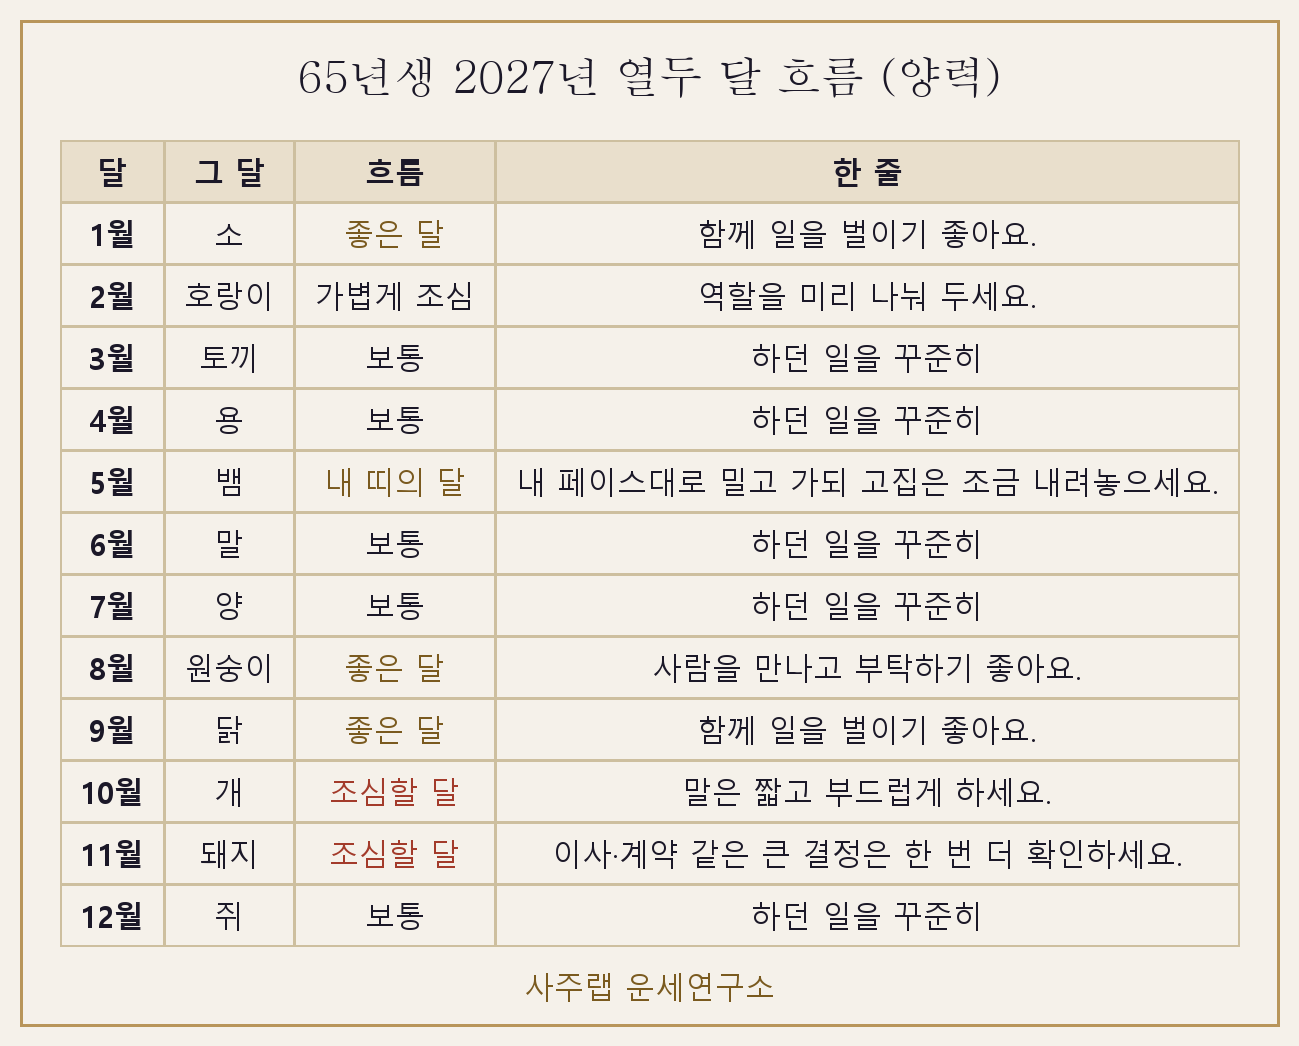 65년생 2027년 열두 달 흐름 (양력)
달 그 달 흐름 한 줄
1월 소 좋은 달 함께 일을 벌이기 좋아요.
2월 호랑이 가볍게 조심 역할을 미리 나눠 두세요.
3월 토끼 보통 하던 일을 꾸준히
4월 용 보통 하던 일을 꾸준히
5월 뱀 내 띠의 달 내 페이스대로 밀고 가되 고집은 조금 내려놓으세요.
6월 말 보통 하던 일을 꾸준히
7월 양 보통 하던 일을 꾸준히
8월 원숭이 좋은 달 사람을 만나고 부탁하기 좋아요.
9월 닭 좋은 달 함께 일을 벌이기 좋아요.
10월 개 조심할 달 말은 짧고 부드럽게 하세요.
11월 돼지 조심할 달 이사·계약 같은 큰 결정은 한 번 더 확인하세요.
12월 쥐 보통 하던 일을 꾸준히
사주랩 운세연구소